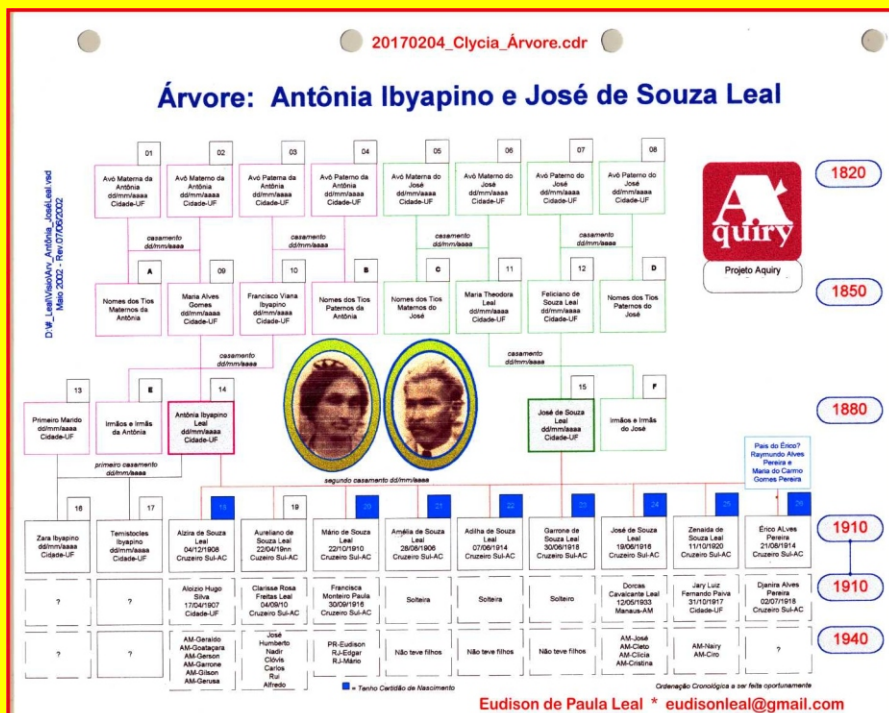 20170204_Clycia_Árvore.cdr
Árvore: Antônia Ibyapino e José de Souza Leal
D:\#_Leal\Visio\Arv_Antônia_JoséLeal.vsd
Maio 2002 - Rev.07/06/2002
01
02
03
04
05
06
07
08
Avó Materna da
Antônia
dd/mm/aaaa
Cidade-UF
Avô Materno da
Antônia
dd/mm/aaaa
Cidade-UF
Avó Paterna da
Antônia
dd/mm/aaaa
Cidade-UF
Avô Paterno da
Antônia
dd/mm/aaaa
Cidade-UF
Avó Materna do
José
dd/mm/aaaa
Cidade-UF
Avô Materno do
José
dd/mm/aaaa
Cidade-UF
Avó Paterna do
José
dd/mm/aaaa
Cidade-UF
Avô Paterno do
José
dd/mm/aaaa
Cidade-UF
1820
Aquiry
Projeto Aquiry
casamento
dd/mm/aaaa
casamento
dd/mm/aaaa
casamento
dd/mm/aaaa
casamento
dd/mm/aaaa
A
09
10
B
C
11
12
D
Nomes dos Tios
Maternos da
Antônia
Maria Alves
Gomes
dd/mm/aaaa
Cidade-UF
Francisco Viana
Ibyapino
dd/mm/aaaa
Cidade-UF
Nomes dos Tios
Paternos da
Antônia
Nomes dos Tios
Maternos do
José
Maria Theodora
Leal
dd/mm/aaaa
Cidade-UF
Feliciano de
Souza Leal
dd/mm/aaaa
Cidade-UF
Nomes dos Tios
Paternos do
José
1850
casamento
dd/mm/aaaa
casamento
dd/mm/aaaa
13
E
14
15
F
Primeiro Marido
dd/mm/aaaa
Cidade-UF
Irmãos e Irmãs
da Antônia
Antônia Ibyapino
Leal
dd/mm/aaaa
Cidade-UF
José de Souza
Leal
dd/mm/aaaa
Cidade-UF
Irmãos e Irmãs
do José
1880
Pais do Érico?
Raymundo Alves
Pereira e
Maria do Carmo
Gomes Pereira
primeiro casamento
dd/mm/aaaa
segundo casamento dd/mm/aaaa
16
17
18
19
20
21
22
23
24
25
26
Zara Ibyapino
dd/mm/aaaa
Cidade-UF
Temistocles
Ibyapino
dd/mm/aaaa
Cidade-UF
Alzira de Souza
Leal
04/12/1908
Cruzeiro Sul-AC
Aureliano de
Souza Leal
22/04/19nn
Cruzeiro Sul-AC
Mário de Souza
Leal
22/10/1910
Cruzeiro Sul-AC
Amélia de Souza
Leal
28/08/1906
Cruzeiro Sul-AC
Adilha de Souza
Leal
07/06/1914
Cruzeiro Sul-AC
Garrone de Souza
Leal
30/06/1918
Cruzeiro Sul-AC
José de Souza
Leal
19/06/1916
Cruzeiro Sul-AC
Zenaida de Souza
Leal
11/10/1920
Cruzeiro Sul-AC
Érico ALves
Pereira
21/08/1914
Cruzeiro Sul-AC
1910
?
?
Aloizio Hugo
Silva
17/04/1907
Cidade-UF
Clarisse Rosa
Freitas Leal
04/09/10
Cruzeiro Sul-AC
Francisca
Monteiro Paula
30/09/1916
Cruzeiro Sul-AC
Solteira
Solteira
Solteiro
Dorcas
Cavalcante Leal
12/05/1933
Manaus-AM
Jary Luiz
Fernando Paiva
31/10/1917
Cidade-UF
Djanira Alves
Pereira
02/07/1918
Cruzeiro Sul-AC
1910
?
?
AM-Geraldo
AM-Goataçara
AM-Gerson
AM-Garrone
AM-Gilson
AM-Gerusa
José
Humberto
Nadir
Clóvis
Carlos
Rui
Alfredo
PR-Eudison
RJ-Edgar
RJ-Mário
Não teve filhos
Não teve filhos
Não teve filhos
AM-José
AM-Cleto
AM-Clicia
AM-Cristina
AM-Nairy
AM-Ciro
?
1940
= Tenho Certidão de Nascimento
Ordenação Cronológica a ser feita oportunamente
Eudison de Paula Leal * eudisonleal@gmail.com